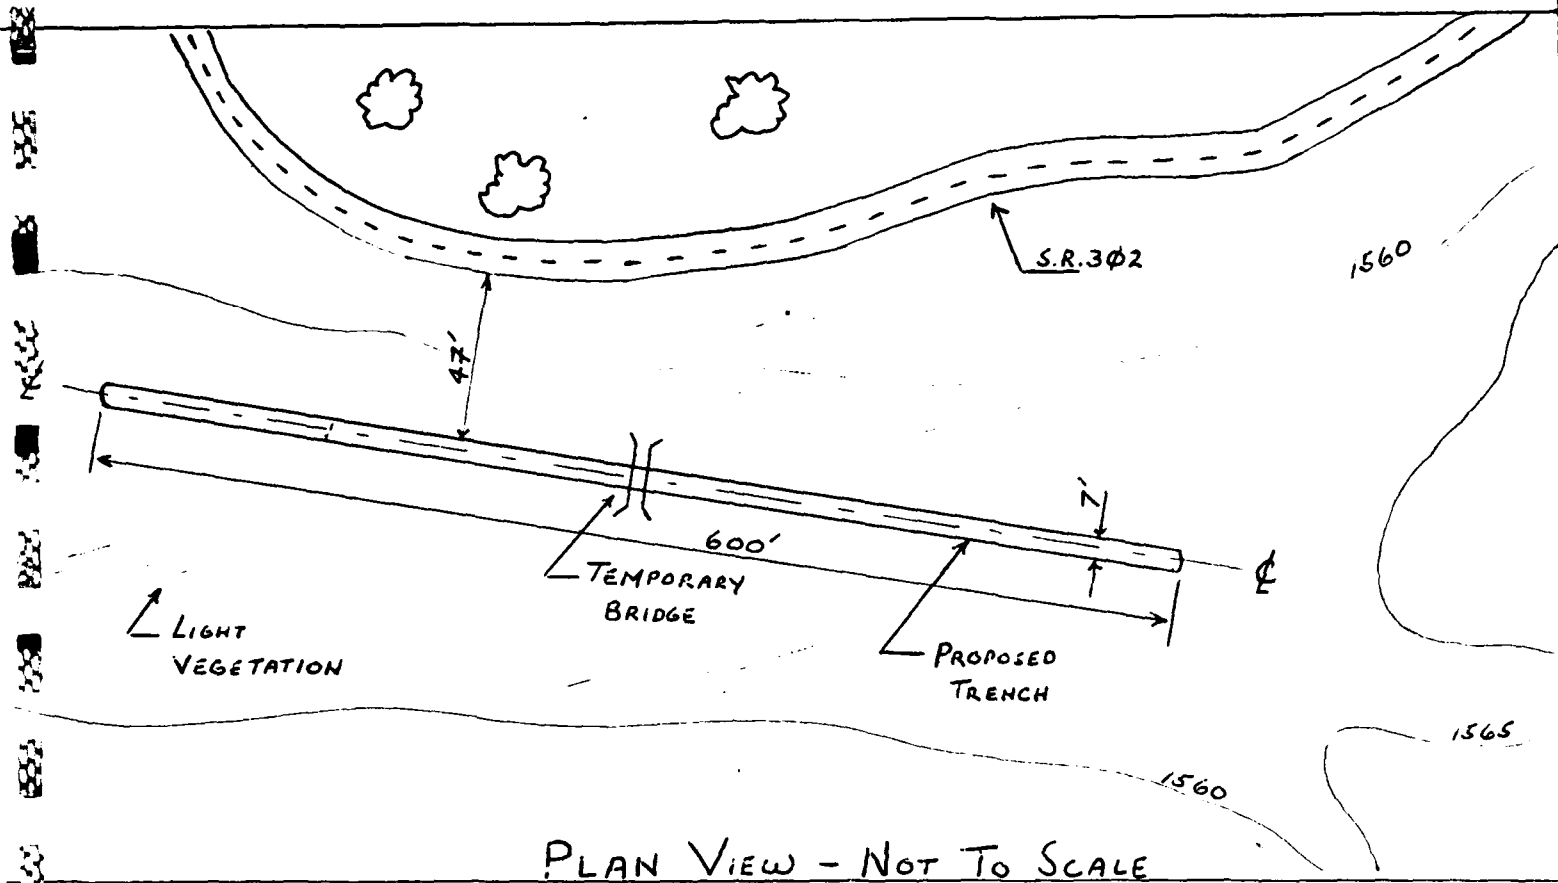 S.R.3Ø2
1560
47'
7'
600'
TEMPORARY
BRIDGE
℄
LIGHT
VEGETATION
PROPOSED
TRENCH
1565
1560
PLAN VIEW - NOT TO SCALE